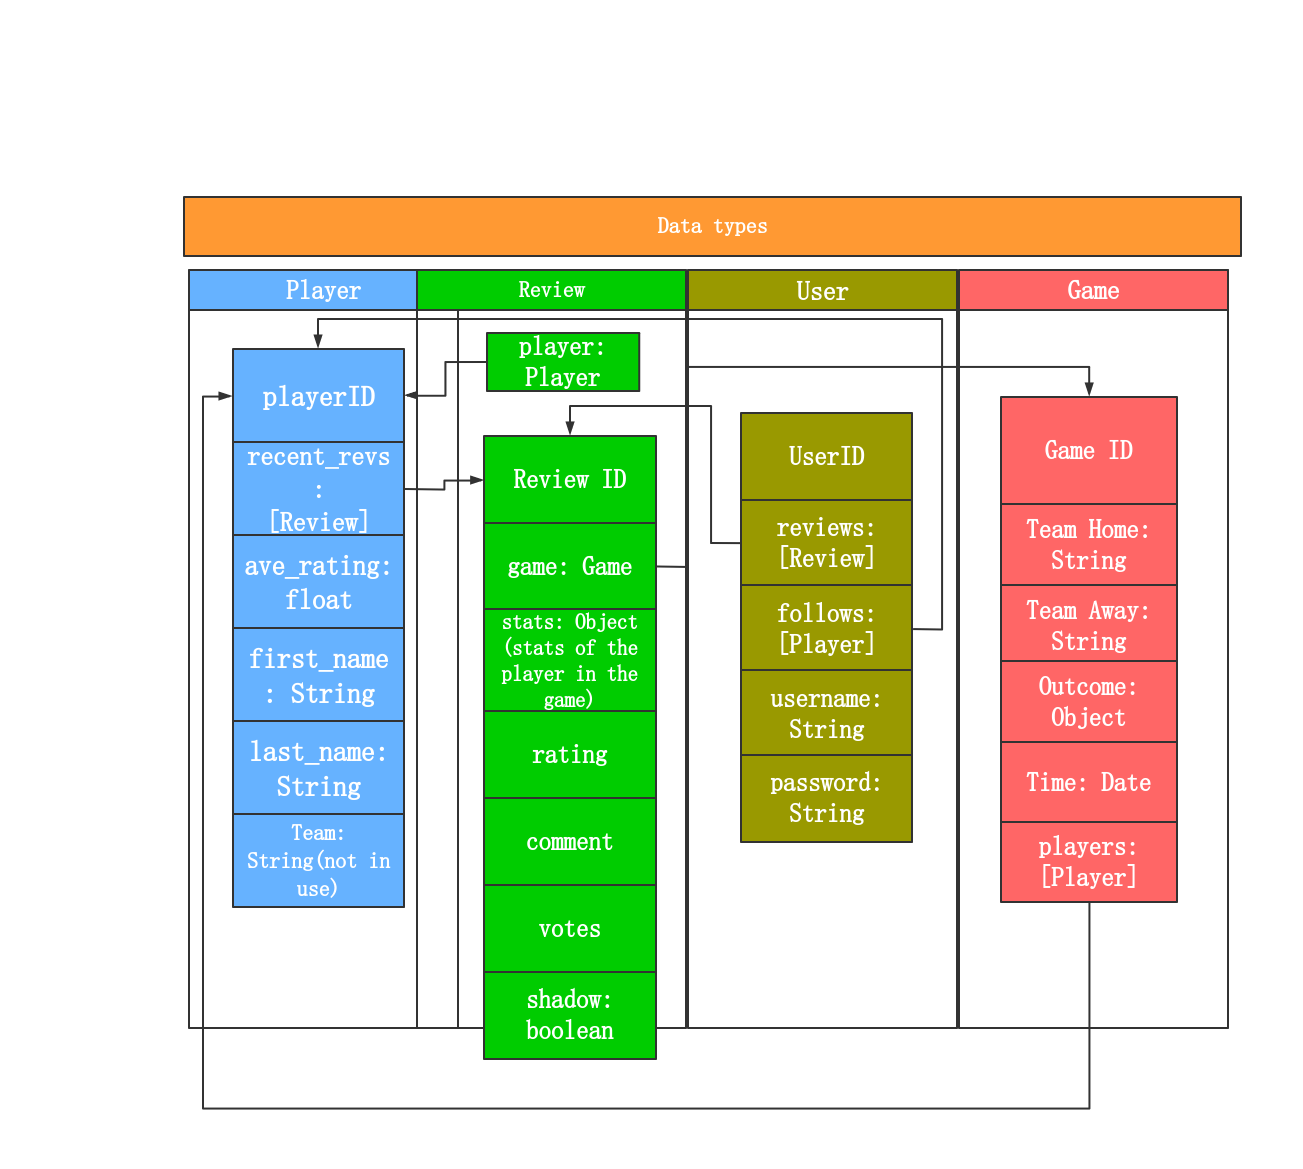 Data types
Player
Review
User
Game
playerID
recent_revs
:
[Review]
ave_rating:
float
first_name
: String
last_name:
String
Team:
String(not in
use)
player:
Player
Review ID
game: Game
stats: Object
(stats of the
player in the
game)
rating
comment
votes
shadow:
boolean
UserID
reviews:
[Review]
follows:
[Player]
username:
String
password:
String
Game ID
Team Home:
String
Team Away:
String
Outcome:
Object
Time: Date
players:
[Player]